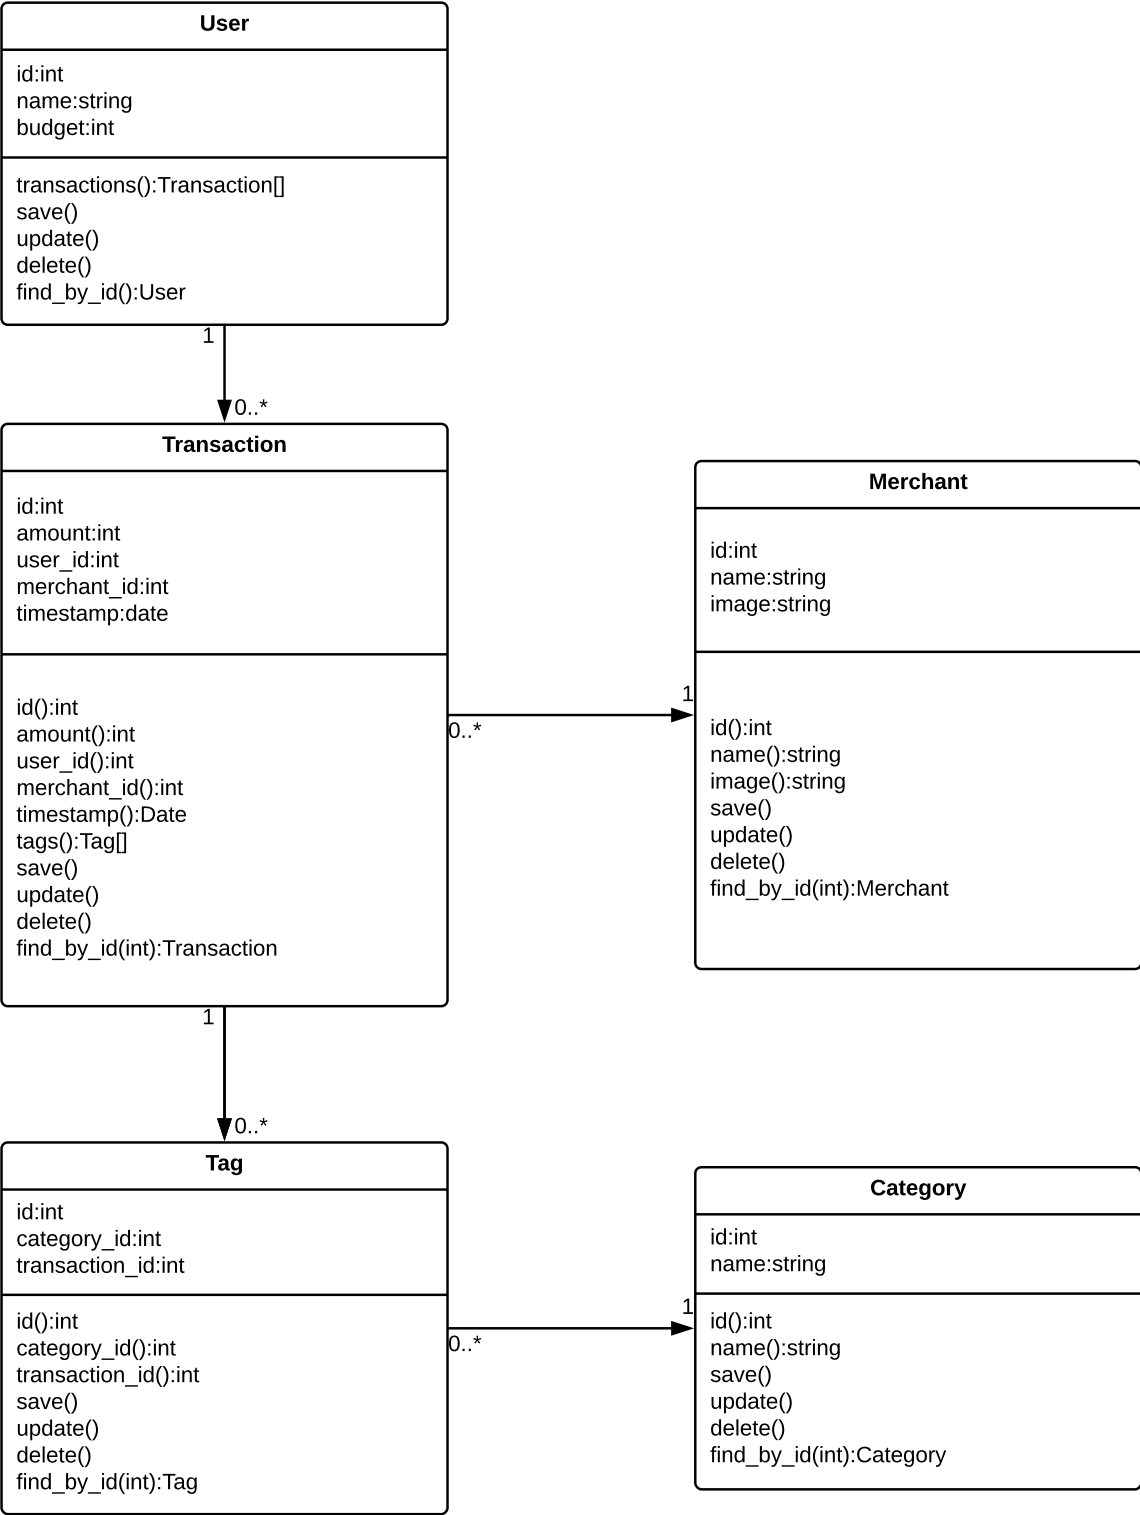 User
id:int
name:string
budget:int
transactions():Transaction[]
save()
update()
delete()
find_by_id():User
1
0..*
Transaction
id:int
amount:int
user_id:int
merchant_id:int
timestamp:date
id():int
amount():int
user_id():int
merchant_id():int
timestamp():Date
tags():Tag[]
save()
update()
delete()
find_by_id(int):Transaction
0..*
1
Merchant
id:int
name:string
image:string
id():int
name():string
image():string
save()
update()
delete()
find_by_id(int):Merchant
1
0..*
Tag
id:int
category_id:int
transaction_id:int
id():int
category_id():int
transaction_id():int
save()
update()
delete()
find_by_id(int):Tag
0..*
1
Category
id:int
name:string
id():int
name():string
save()
update()
delete()
find_by_id(int):Category